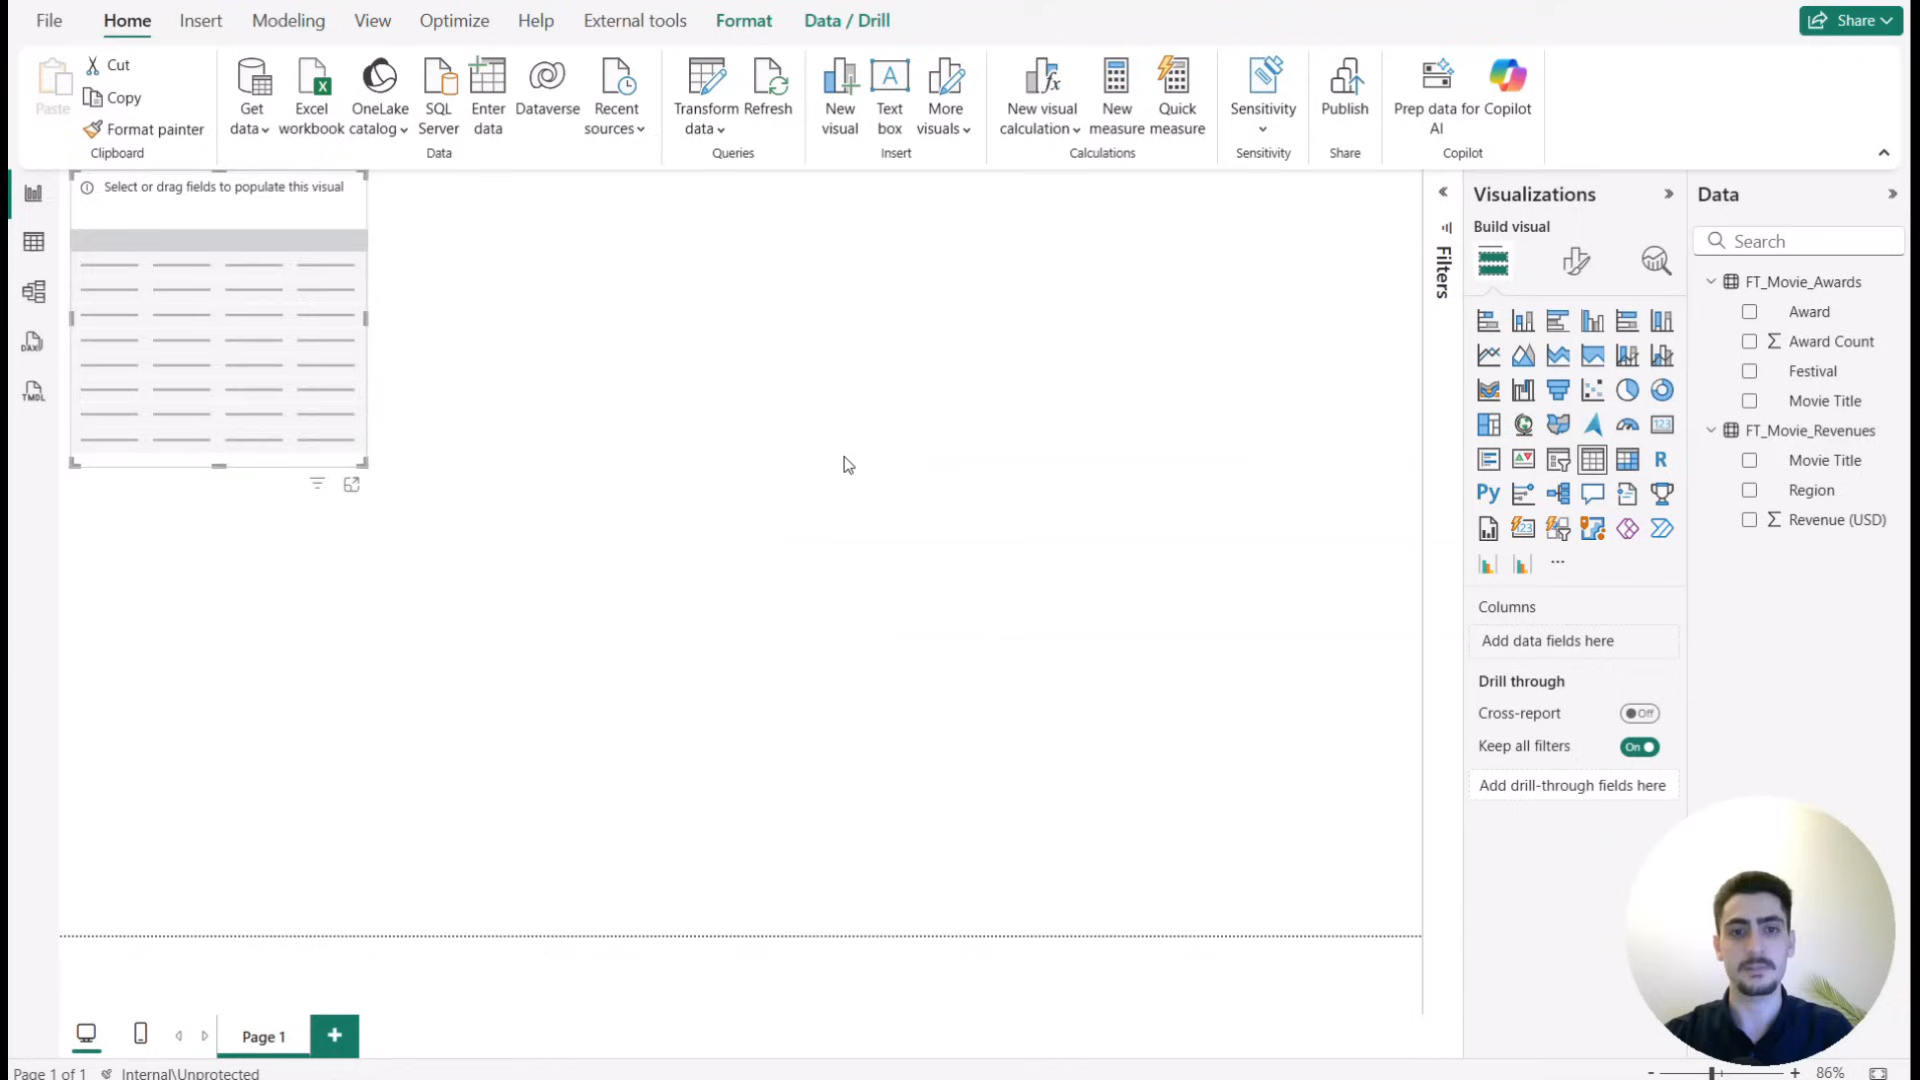 File Home Insert Modeling View Optimize Help External tools Format Data / Drill Share
Paste
Cut
Copy
Format painter
Clipboard
Get data
Excel workbook
OneLake catalog
SQL Server
Enter data
Dataverse
Recent sources
Data
Transform data
Refresh
Queries
New visual
Text box
More visuals
Insert
New visual calculation
New measure
Quick measure
Calculations
Sensitivity
Sensitivity
Publish
Share
Prep data for AI
Copilot
Copilot
DAX
TMDL
Select or drag fields to populate this visual
Filters
Visualizations
Build visual
123
R
Py
123
Columns
Add data fields here
Drill through
Cross-report
Off
Keep all filters
On
Add drill-through fields here
Data
Search
FT_Movie_Awards
Award
Award Count
Festival
Movie Title
FT_Movie_Revenues
Movie Title
Region
Revenue (USD)
Page 1
Page 1 of 1
Internal\Unprotected
86%